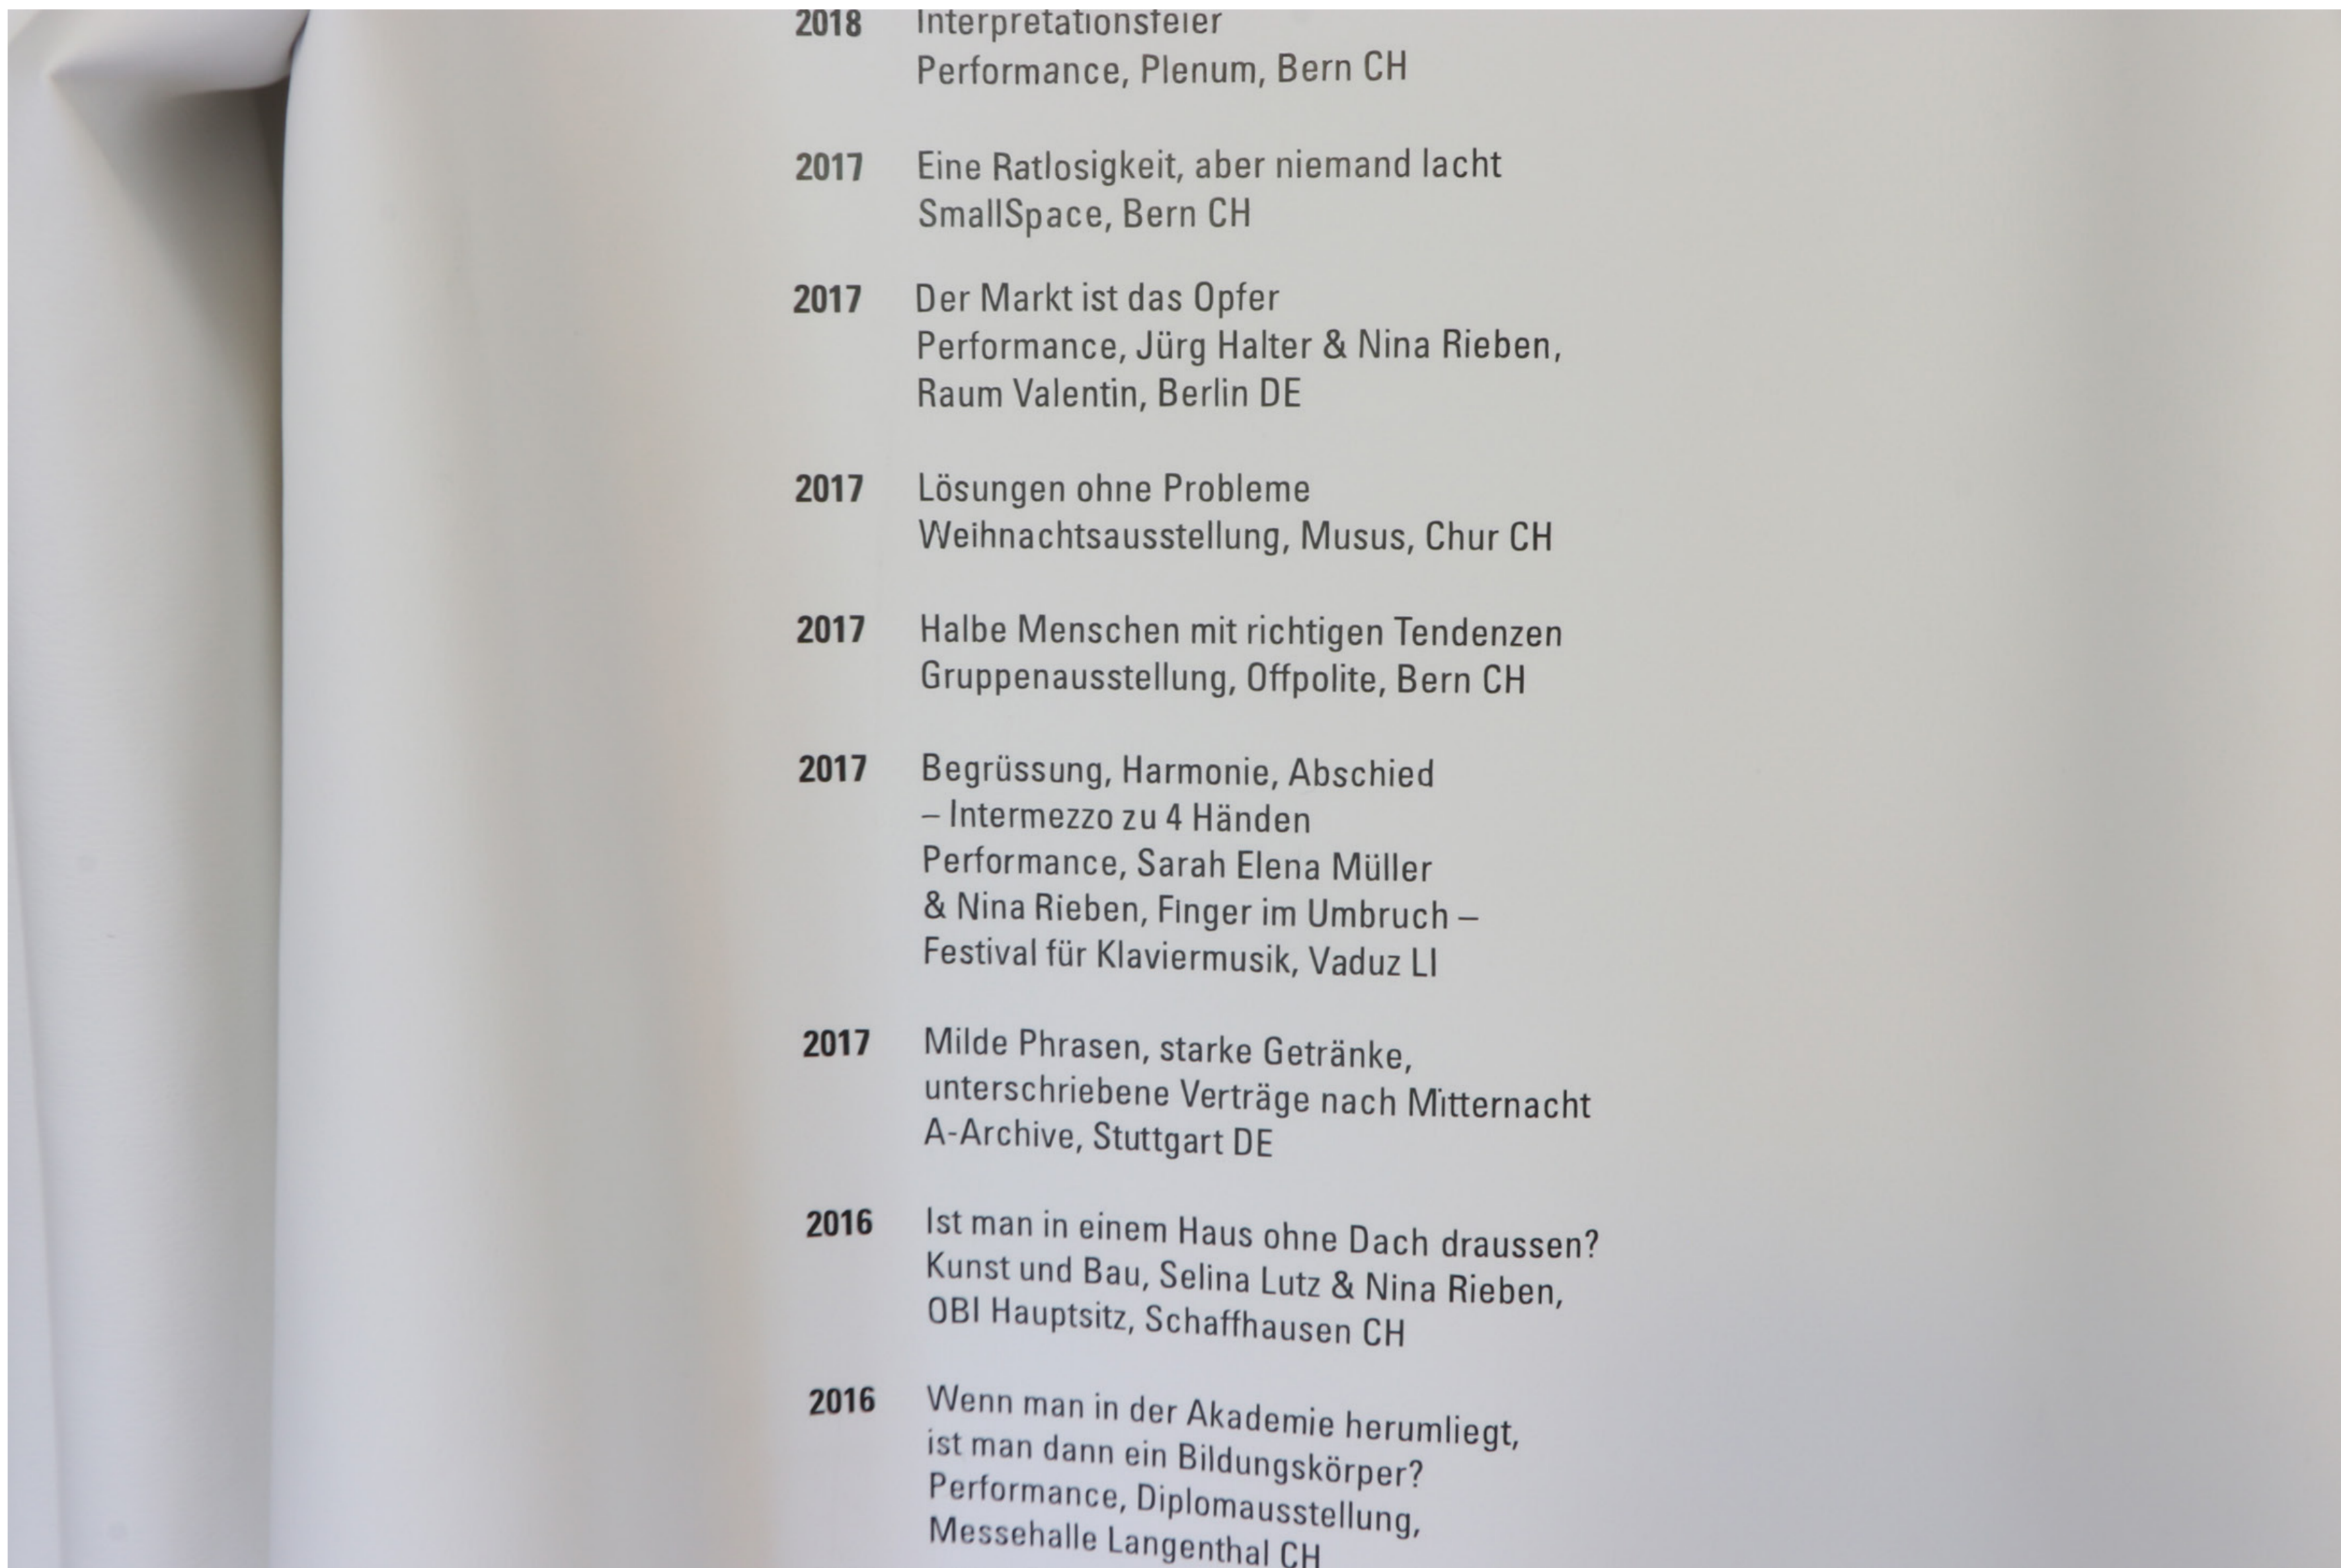 2018 Interpretationsfeier
Performance, Plenum, Bern CH
2017 Eine Ratlosigkeit, aber niemand lacht
SmallSpace, Bern CH
2017 Der Markt ist das Opfer
Performance, Jürg Halter & Nina Rieben,
Raum Valentin, Berlin DE
2017 Lösungen ohne Probleme
Weihnachtsausstellung, Musus, Chur CH
2017 Halbe Menschen mit richtigen Tendenzen
Gruppenausstellung, Offpolite, Bern CH
2017 Begrüssung, Harmonie, Abschied
– Intermezzo zu 4 Händen
Performance, Sarah Elena Müller
& Nina Rieben, Finger im Umbruch –
Festival für Klaviermusik, Vaduz LI
2017 Milde Phrasen, starke Getränke,
unterschriebene Verträge nach Mitternacht
A-Archive, Stuttgart DE
2016 Ist man in einem Haus ohne Dach draussen?
Kunst und Bau, Selina Lutz & Nina Rieben,
OBI Hauptsitz, Schaffhausen CH
2016 Wenn man in der Akademie herumliegt,
ist man dann ein Bildungskörper?
Performance, Diplomausstellung,
Messehalle Langenthal CH